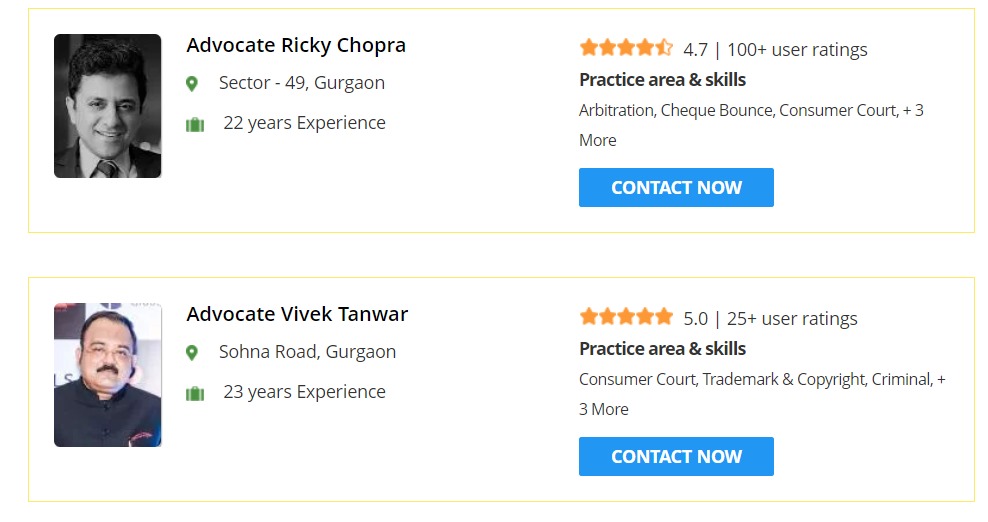 Advocate Ricky Chopra
Sector - 49, Gurgaon
22 years Experience
4.7 | 100+ user ratings
Practice area & skills
Arbitration, Cheque Bounce, Consumer Court, + 3
More
CONTACT NOW
Advocate Vivek Tanwar
Sohna Road, Gurgaon
23 years Experience
5.0 | 25+ user ratings
Practice area & skills
Consumer Court, Trademark & Copyright, Criminal, +
3 More
CONTACT NOW